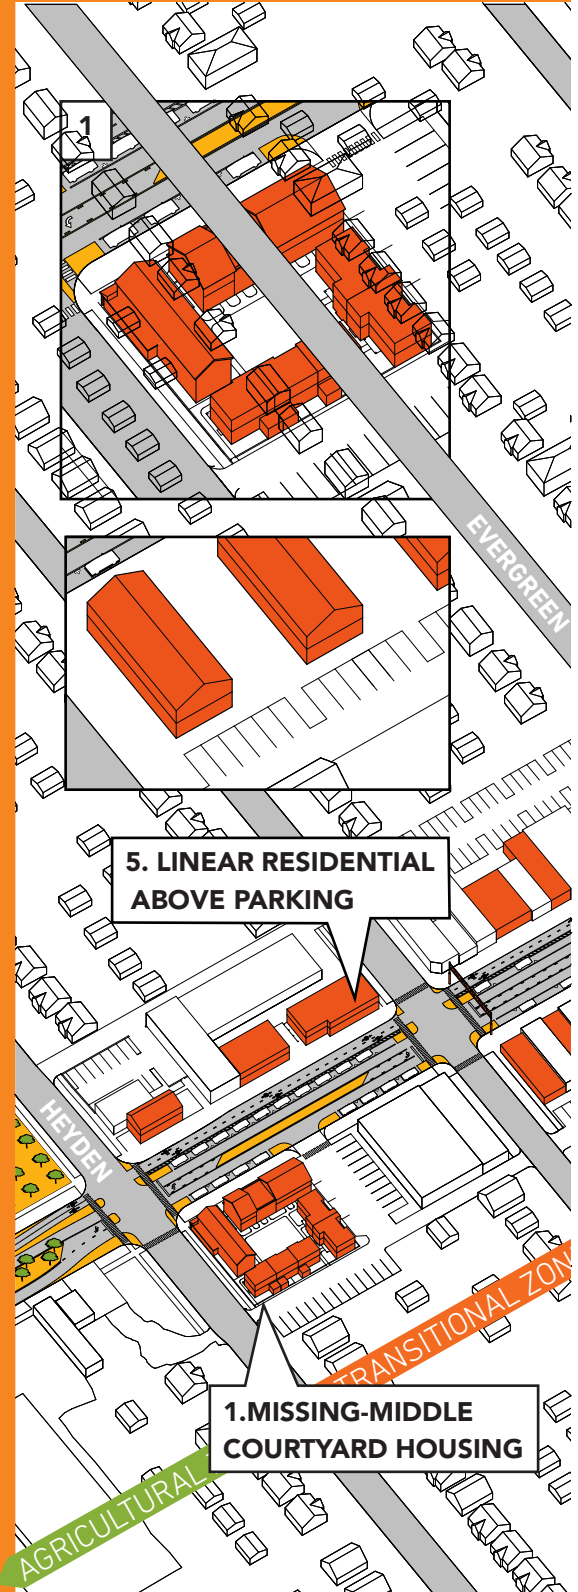 1
EVERGREEN
5. LINEAR RESIDENTIAL
ABOVE PARKING
HEYDEN
TRANSITIONAL ZON
1.MISSING-MIDDLE
COURTYARD HOUSING
AGRICULTURAL